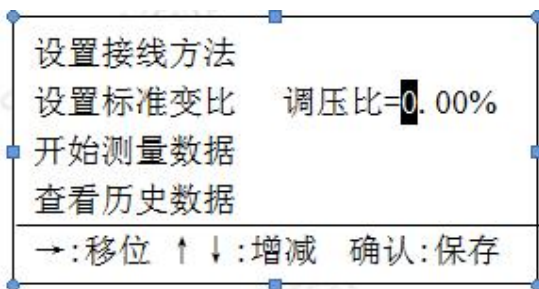 设置接线方法
设置标准变比 调压比=0.00%
开始测量数据
查看历史数据
→:移位 ↑↓:增减 确认:保存